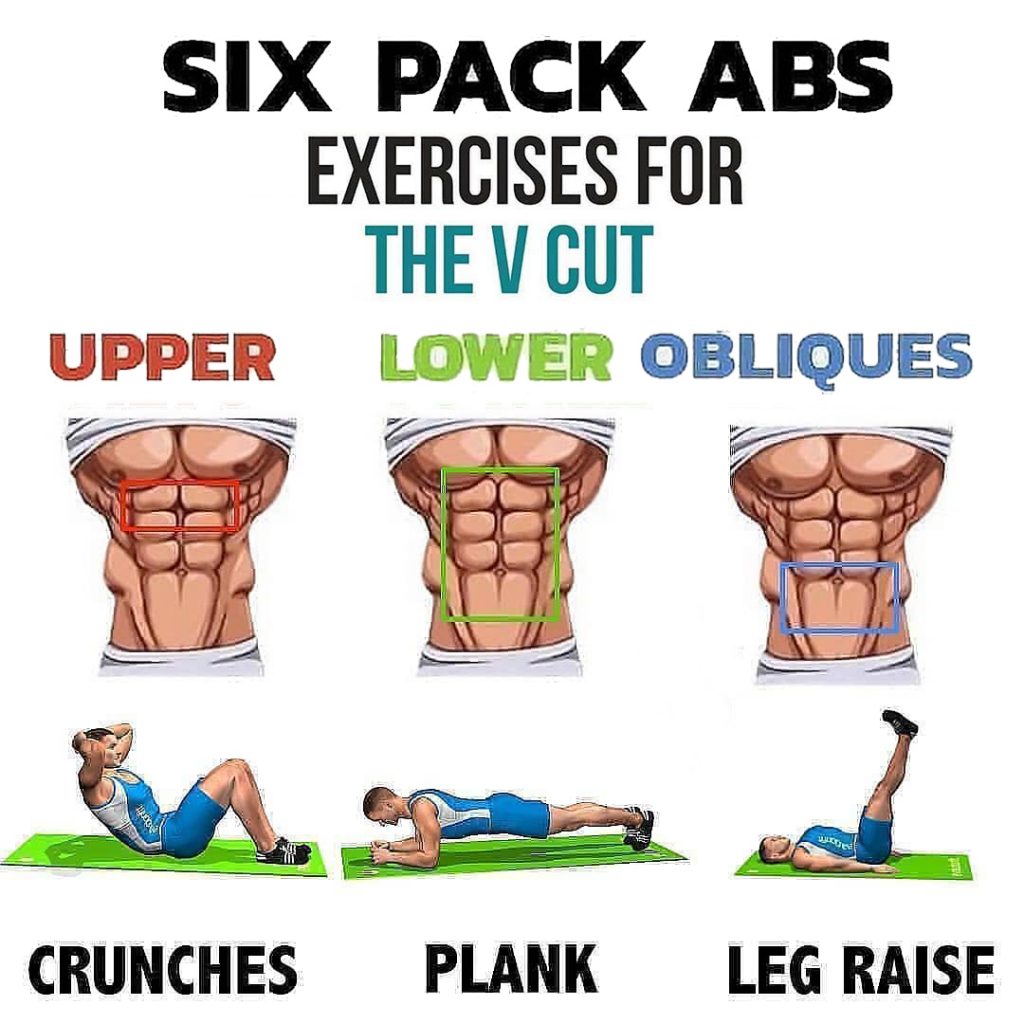 SIX PACK ABS
EXERCISES FOR
THE V CUT
UPPER LOWER OBLIQUES
CRUNCHES PLANK LEG RAISE